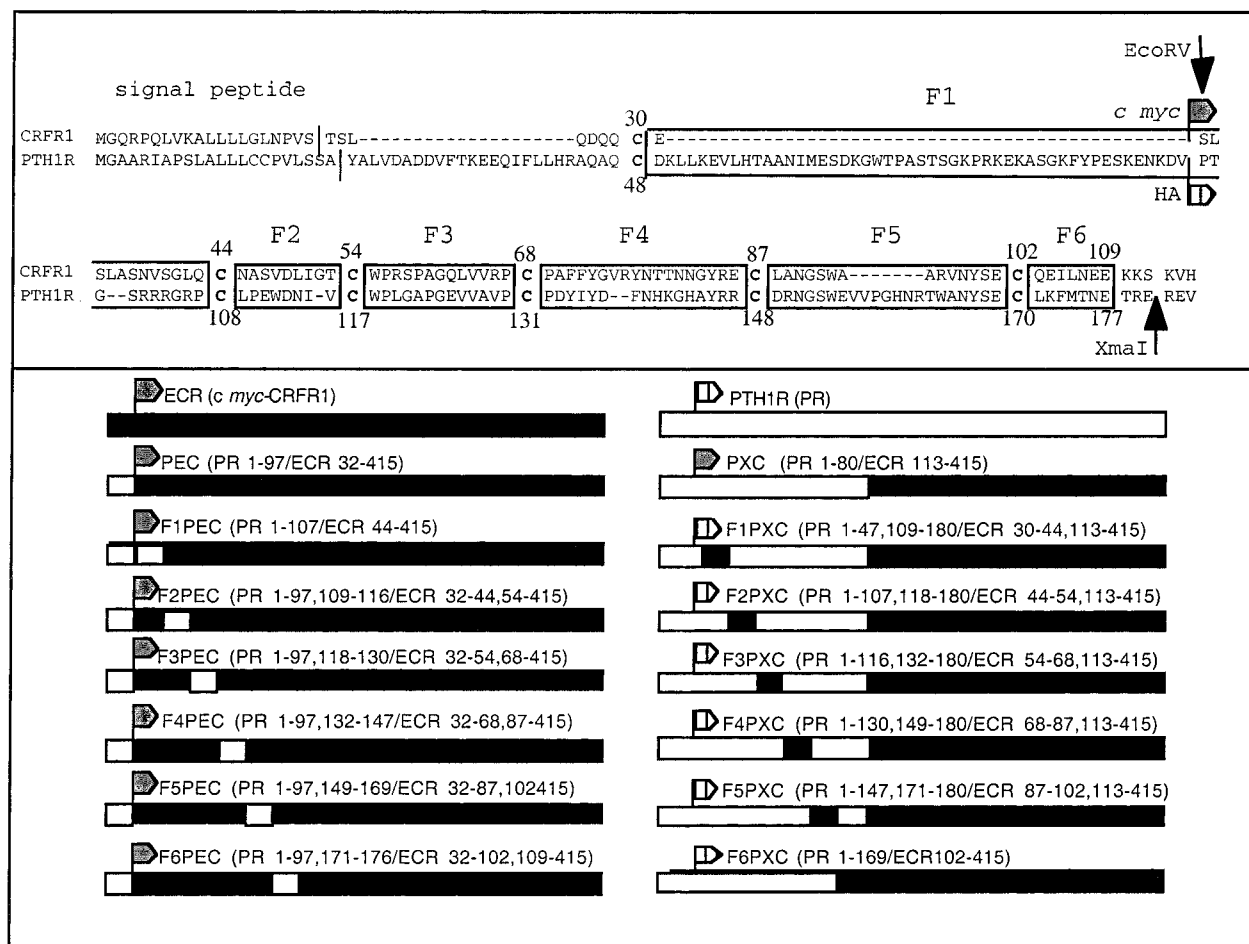 EcoRV
signal peptide
F1
c myc
30
CRFR1 MGQRPQLVKALLLLGLNPVS TSL--------------------QDQQ C E------------------------------------------------SL
PTH1R MGAARIAPSLALLLCCPVLSSA YALVDADDVFTKEEQIFLLHRAQAQ C DKLLKEVLHTAANIMESDKGWTPASTSGKPRKEKASGKFYPESKENKDV PT
48
HA
44 F2 54 F3 68 F4 87 F5 102 F6 109
CRFR1 SLASNVSGLQ C NASVDLIGT C WPRSPAGQLVVRP C PAFFYGVRYNTTNNGYRE C LANGSWA-------ARVNYSE C QEILNEE KKS KVH
PTH1R G--SRRRGRP C LPEWDNI-V C WPLGAPGEVVAVP C PDYIYD--FNHKGHAYRR C DRNGSWEVVPGHNRTWANYSE C LKFMTNE TRE REV
108 117 131 148 170 177
XmaI
ECR (c myc-CRFR1)
PTH1R (PR)
PEC (PR 1-97/ECR 32-415)
PXC (PR 1-80/ECR 113-415)
F1PEC (PR 1-107/ECR 44-415)
F1PXC (PR 1-47,109-180/ECR 30-44,113-415)
F2PEC (PR 1-97,109-116/ECR 32-44,54-415)
F2PXC (PR 1-107,118-180/ECR 44-54,113-415)
F3PEC (PR 1-97,118-130/ECR 32-54,68-415)
F3PXC (PR 1-116,132-180/ECR 54-68,113-415)
F4PEC (PR 1-97,132-147/ECR 32-68,87-415)
F4PXC (PR 1-130,149-180/ECR 68-87,113-415)
F5PEC (PR 1-97,149-169/ECR 32-87,102415)
F5PXC (PR 1-147,171-180/ECR 87-102,113-415)
F6PEC (PR 1-97,171-176/ECR 32-102,109-415)
F6PXC (PR 1-169/ECR102-415)